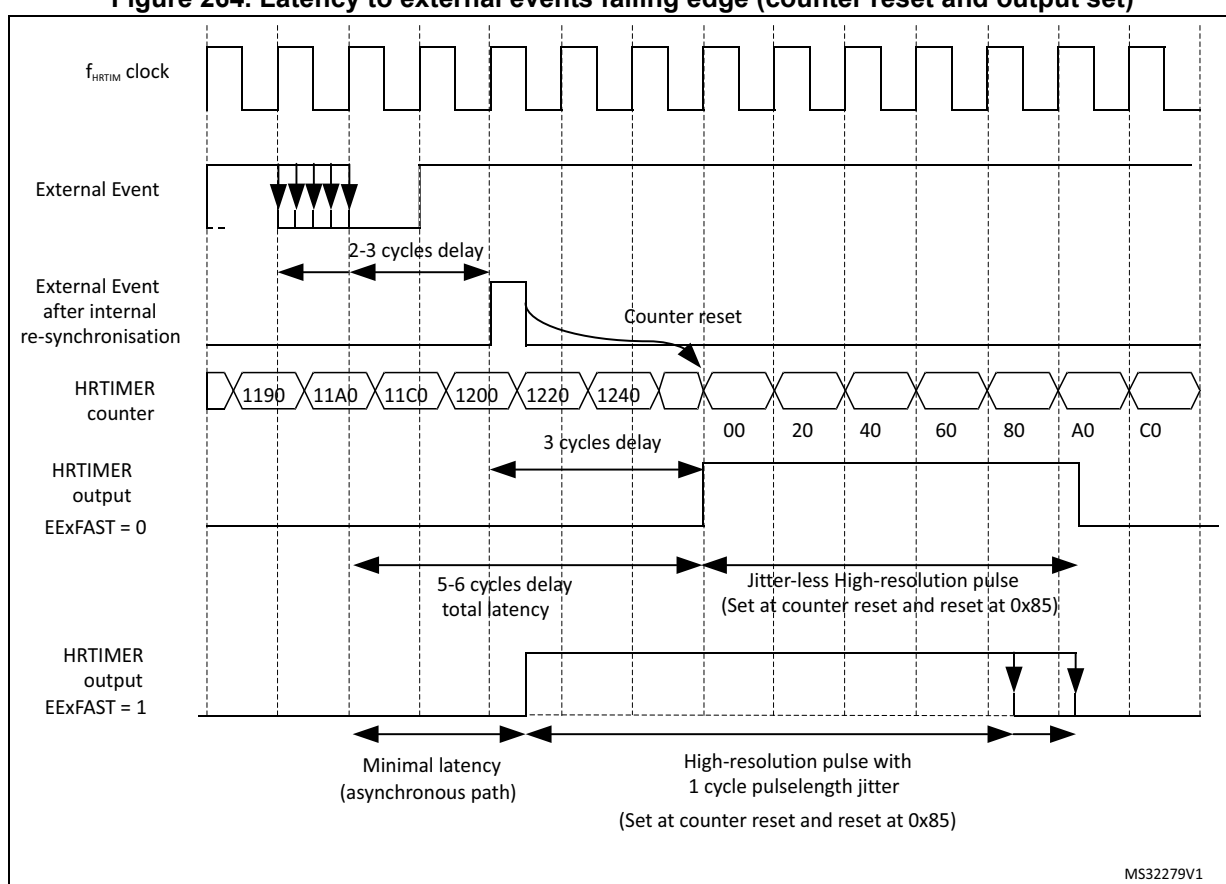 Figure 264. Latency to external events falling edge (counter reset and output set)
fHRTIM clock
External Event
2-3 cycles delay
External Event
after internal
re-synchronisation
Counter reset
HRTIMER
counter
1190 11A0 11C0 1200 1220 1240
00 20 40 60 80 A0 C0
3 cycles delay
HRTIMER
output
EExFAST = 0
5-6 cycles delay
total latency
Jitter-less High-resolution pulse
(Set at counter reset and reset at 0x85)
HRTIMER
output
EExFAST = 1
Minimal latency
(asynchronous path)
High-resolution pulse with
1 cycle pulselength jitter
(Set at counter reset and reset at 0x85)
MS32279V1